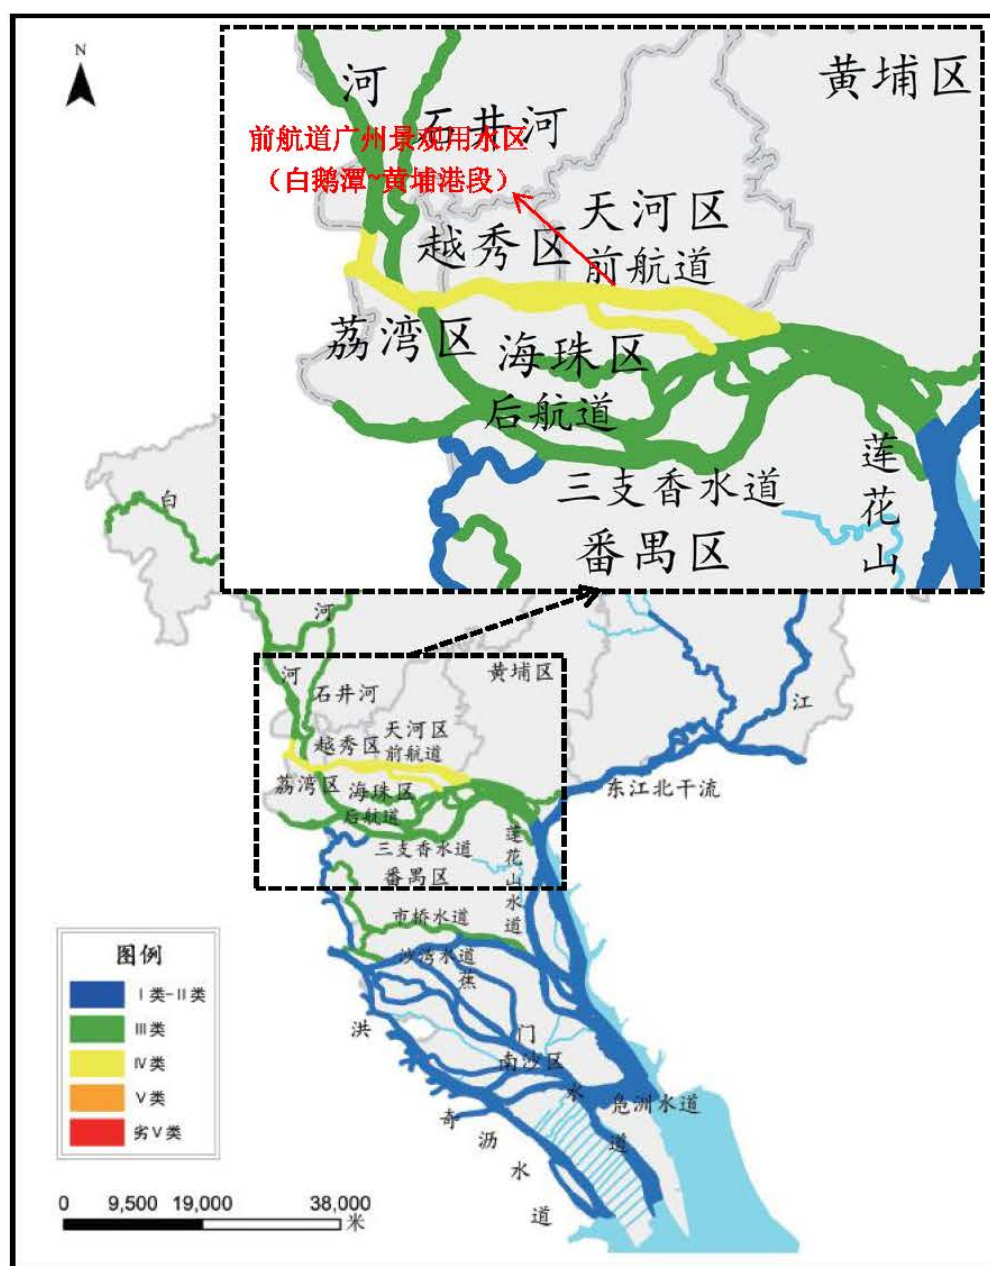 N
河
石井河
黄埔区
前航道广州景观用水区
（白鹅潭~黄埔港段）
天河区
越秀区
前航道
荔湾区
海珠区
后航道
莲花山
三支香水道
番禺区
白
河
河
石井河
黄埔区
天河区
越秀区
前航道
江
荔湾区
海珠区
后航道
东江北干流
三支香水道
番禺区
莲花山水道
市桥水道
沙湾水道
蕉
门
水
道
南沙区
凫洲水道
洪
奇
沥
水
道
图例
Ⅰ类-Ⅱ类
Ⅲ类
Ⅳ类
Ⅴ类
劣Ⅴ类
0 9,500 19,000 38,000
米